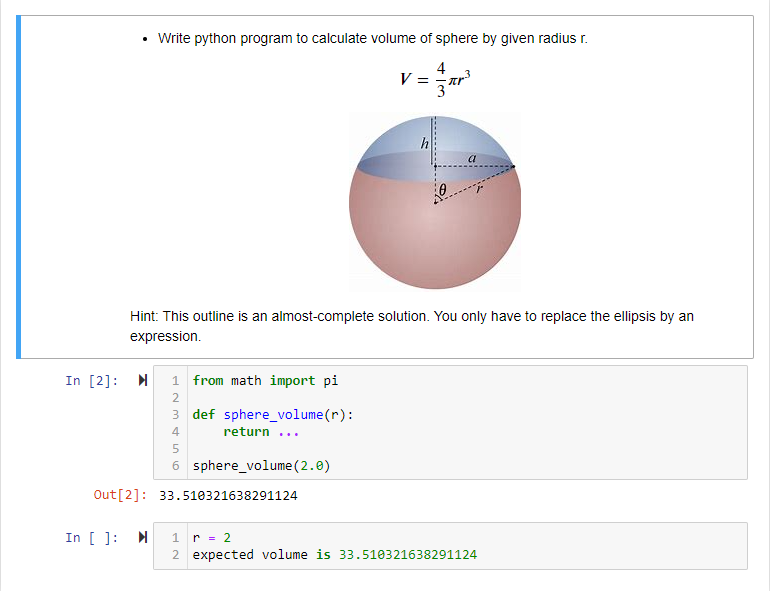 • Write python program to calculate volume of sphere by given radius r.
V = 4/3 πr³
h
a
θ
r
Hint: This outline is an almost-complete solution. You only have to replace the ellipsis by an
expression.
In [2]:
1 from math import pi
2
3 def sphere_volume(r):
4     return ...
5
6 sphere_volume(2.0)
Out[2]: 33.510321638291124
In [ ]:
1 r = 2
2 expected volume is 33.510321638291124